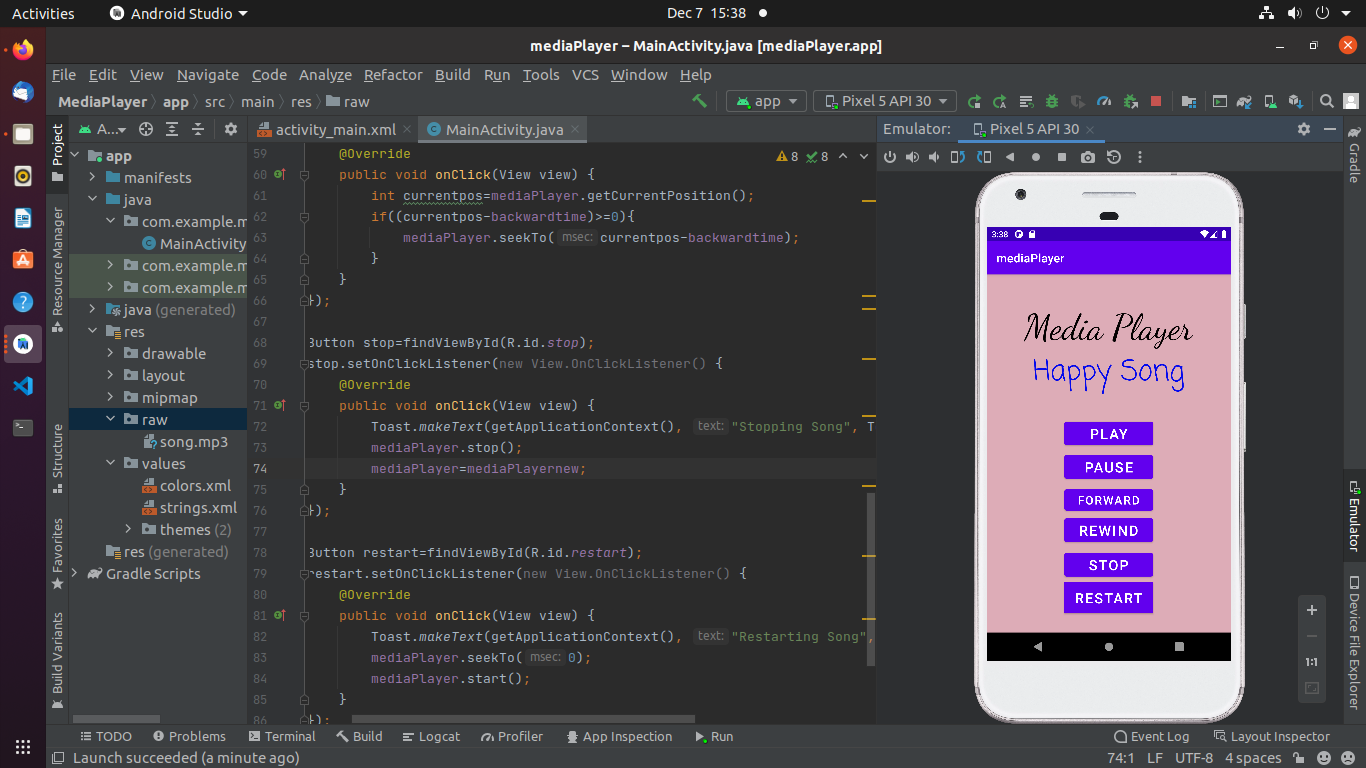 Activities Android Studio Dec 7 15:38
mediaPlayer – MainActivity.java [mediaPlayer.app]
File Edit View Navigate Code Analyze Refactor Build Run Tools VCS Window Help
MediaPlayer app src main res raw app Pixel 5 API 30
Project
A...
activity_main.xml MainActivity.java
Emulator: Pixel 5 API 30
Gradle
Resource Manager
Structure
Favorites
Build Variants
Emulator
Device File Explorer
app
manifests
java
com.example.m
MainActivity
com.example.m
com.example.m
java (generated)
res
drawable
layout
mipmap
raw
song.mp3
values
colors.xml
strings.xml
themes (2)
res (generated)
Gradle Scripts
8 8
59 @Override
60 public void onClick(View view) {
61 int currentpos=mediaPlayer.getCurrentPosition();
62 if((currentpos-backwardtime)>=0){
63 mediaPlayer.seekTo( msec: currentpos-backwardtime);
64 }
65 }
66 });
67
68 Button stop=findViewById(R.id.stop);
69 stop.setOnClickListener(new View.OnClickListener() {
70 @Override
71 public void onClick(View view) {
72 Toast.makeText(getApplicationContext(), text: "Stopping Song", T
73 mediaPlayer.stop();
74 mediaPlayer=mediaPlayernew;
75 }
76 });
77
78 Button restart=findViewById(R.id.restart);
79 restart.setOnClickListener(new View.OnClickListener() {
80 @Override
81 public void onClick(View view) {
82 Toast.makeText(getApplicationContext(), text: "Restarting Song",
83 mediaPlayer.seekTo( msec: 0);
84 mediaPlayer.start();
85 }
86 });
3:38
mediaPlayer
Media Player
Happy Song
PLAY
PAUSE
FORWARD
REWIND
STOP
RESTART
1:1
TODO Problems Terminal Build Logcat Profiler App Inspection Run Event Log Layout Inspector
Launch succeeded (a minute ago) 74:1 LF UTF-8 4 spaces